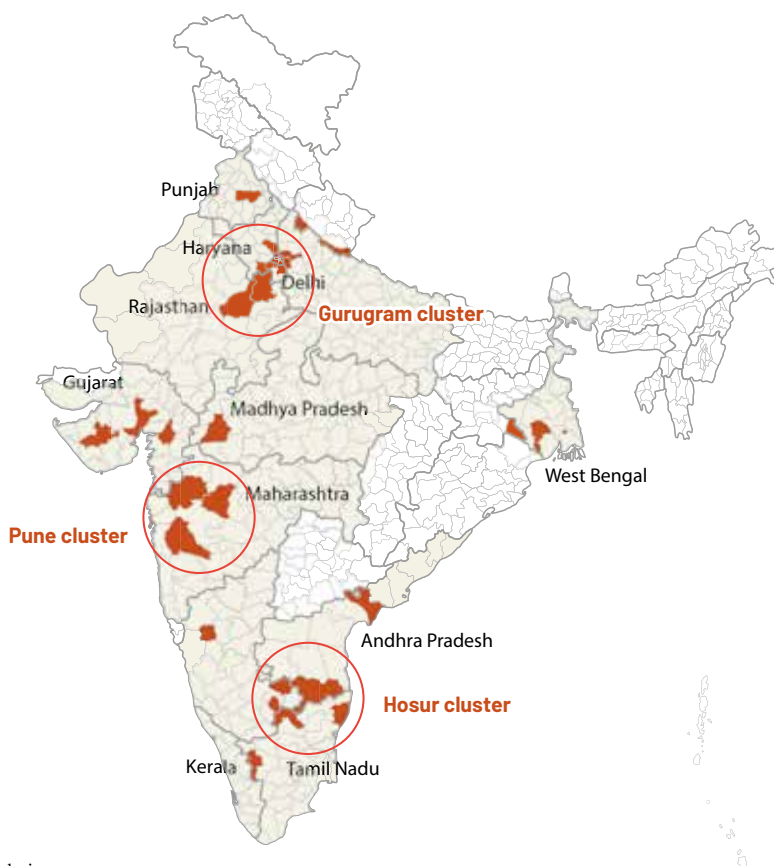 Punjab
Haryana
Delhi
Rajasthan
Gurugram cluster
Gujarat
Madhya Pradesh
West Bengal
Maharashtra
Pune cluster
Andhra Pradesh
Hosur cluster
Kerala
Tamil Nadu